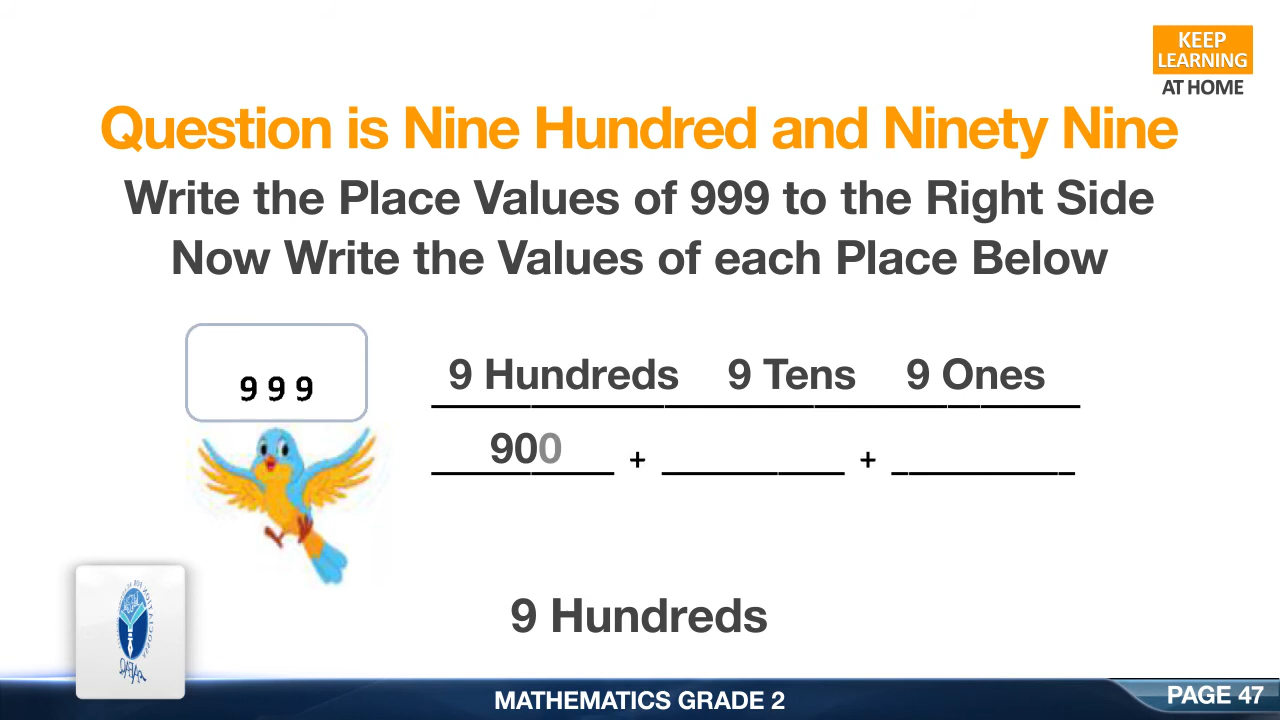 KEEP
LEARNING
AT HOME
Question is Nine Hundred and Ninety Nine
Write the Place Values of 999 to the Right Side
Now Write the Values of each Place Below
9 9 9
9 Hundreds 9 Tens 9 Ones
900 + +
9 Hundreds
MATHEMATICS GRADE 2
PAGE 47